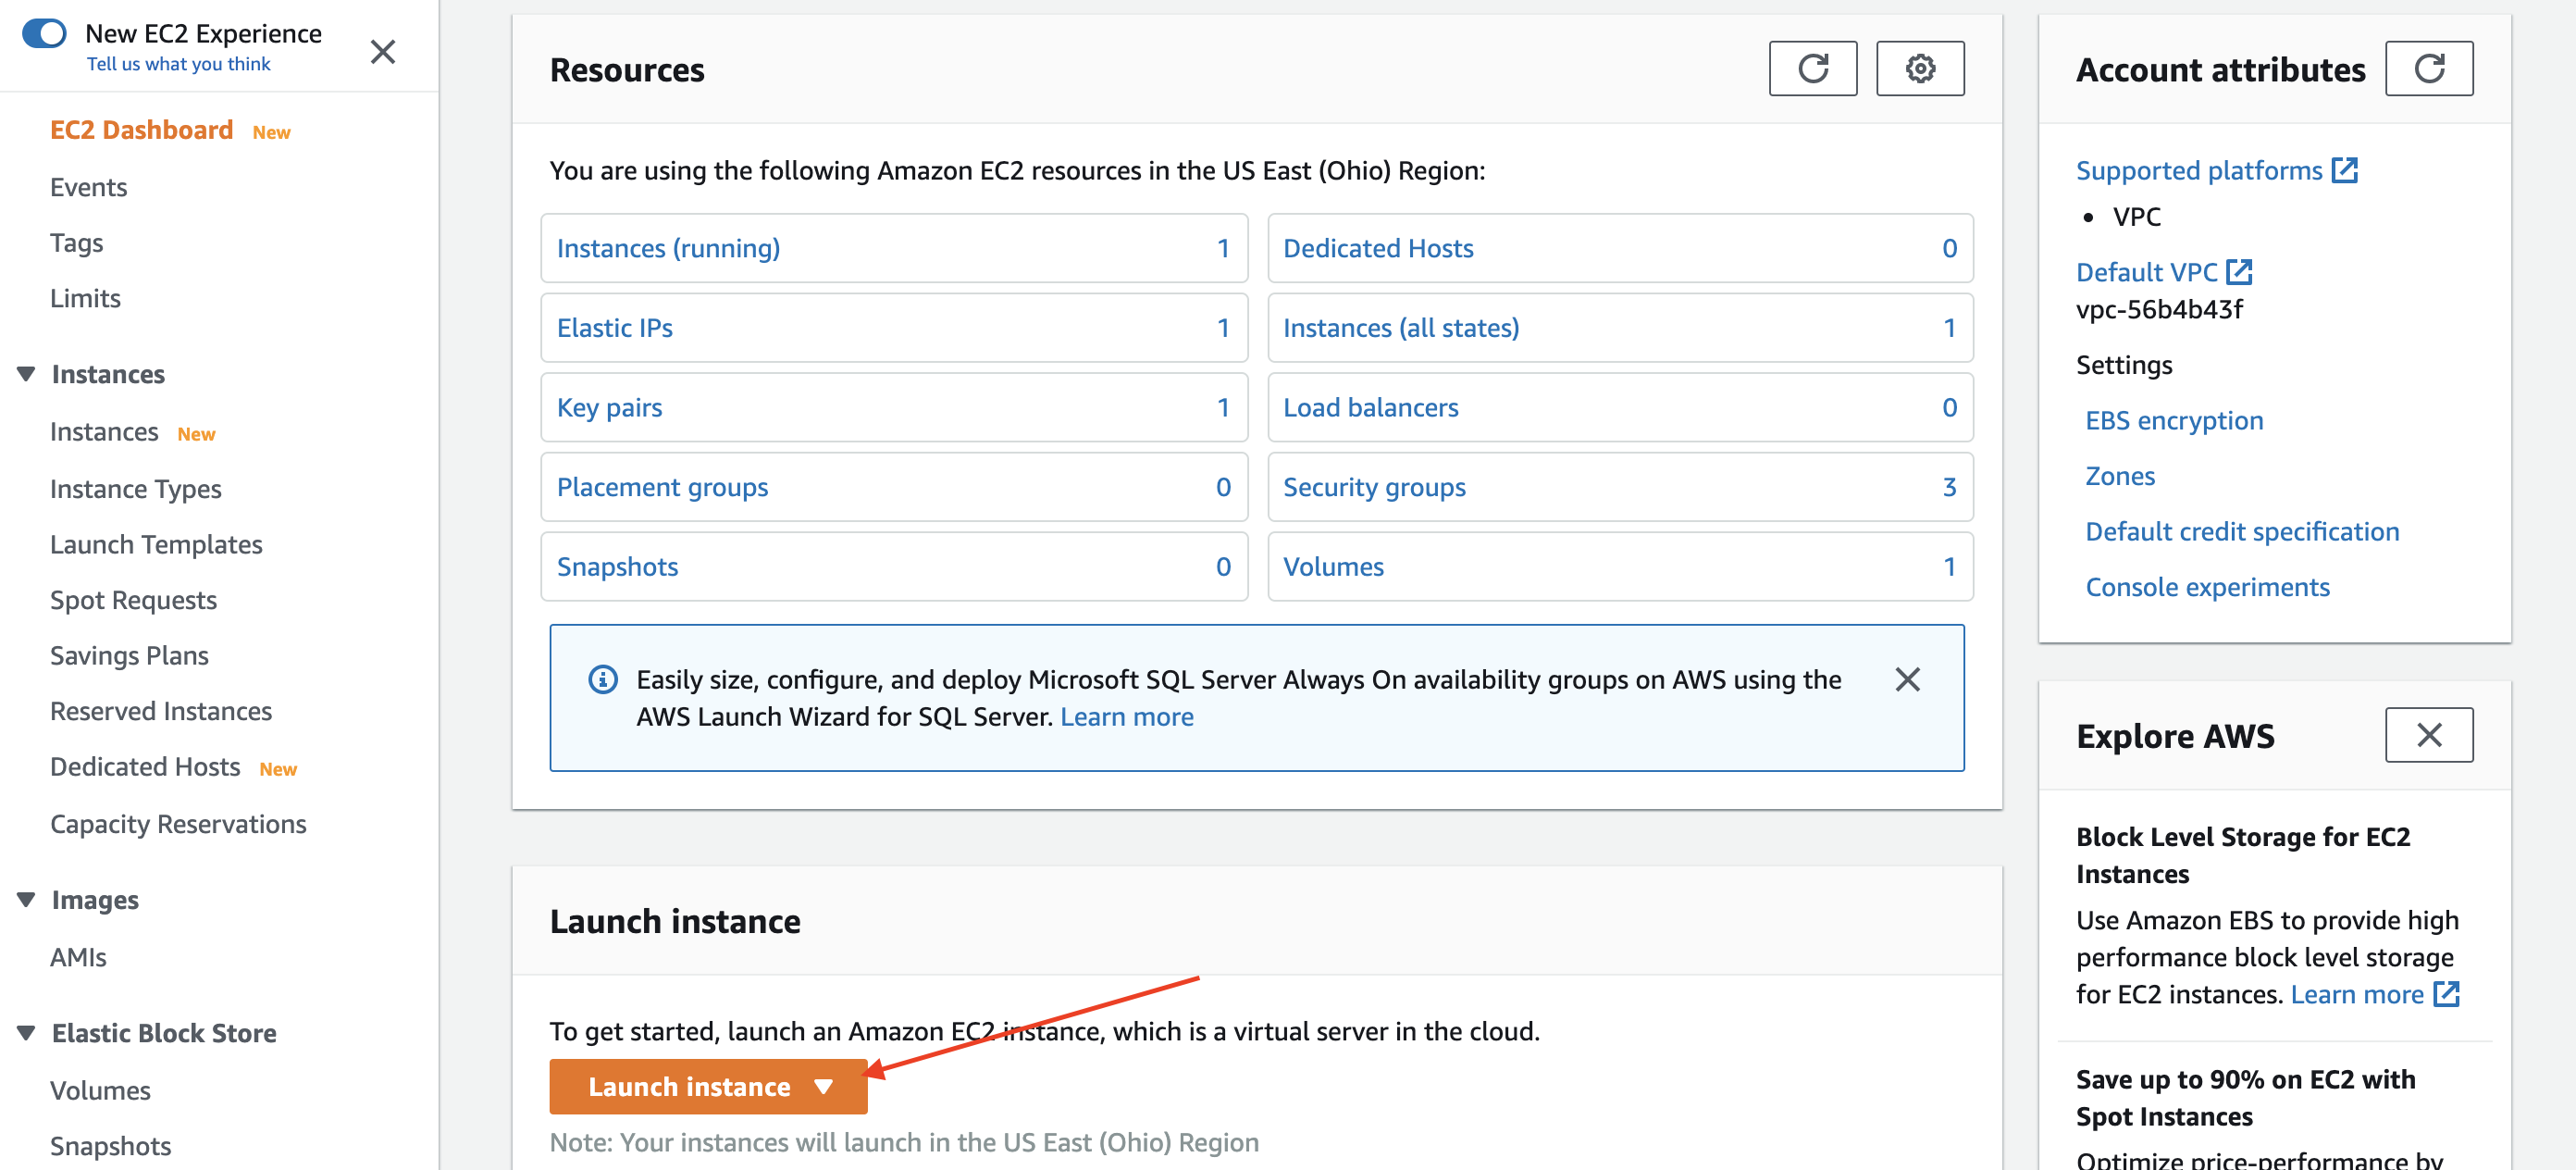 New EC2 Experience
Tell us what you think
EC2 Dashboard New
Events
Tags
Limits
Instances
Instances New
Instance Types
Launch Templates
Spot Requests
Savings Plans
Reserved Instances
Dedicated Hosts New
Capacity Reservations
Images
AMIs
Elastic Block Store
Volumes
Snapshots
Resources
You are using the following Amazon EC2 resources in the US East (Ohio) Region:
Instances (running) 1
Dedicated Hosts 0
Elastic IPs 1
Instances (all states) 1
Key pairs 1
Load balancers 0
Placement groups 0
Security groups 3
Snapshots 0
Volumes 1
Easily size, configure, and deploy Microsoft SQL Server Always On availability groups on AWS using the
AWS Launch Wizard for SQL Server. Learn more
Launch instance
To get started, launch an Amazon EC2 instance, which is a virtual server in the cloud.
Launch instance
Note: Your instances will launch in the US East (Ohio) Region
Account attributes
Supported platforms
• VPC
Default VPC
vpc-56b4b43f
Settings
EBS encryption
Zones
Default credit specification
Console experiments
Explore AWS
Block Level Storage for EC2
Instances
Use Amazon EBS to provide high
performance block level storage
for EC2 instances. Learn more
Save up to 90% on EC2 with
Spot Instances
Optimize price-performance by